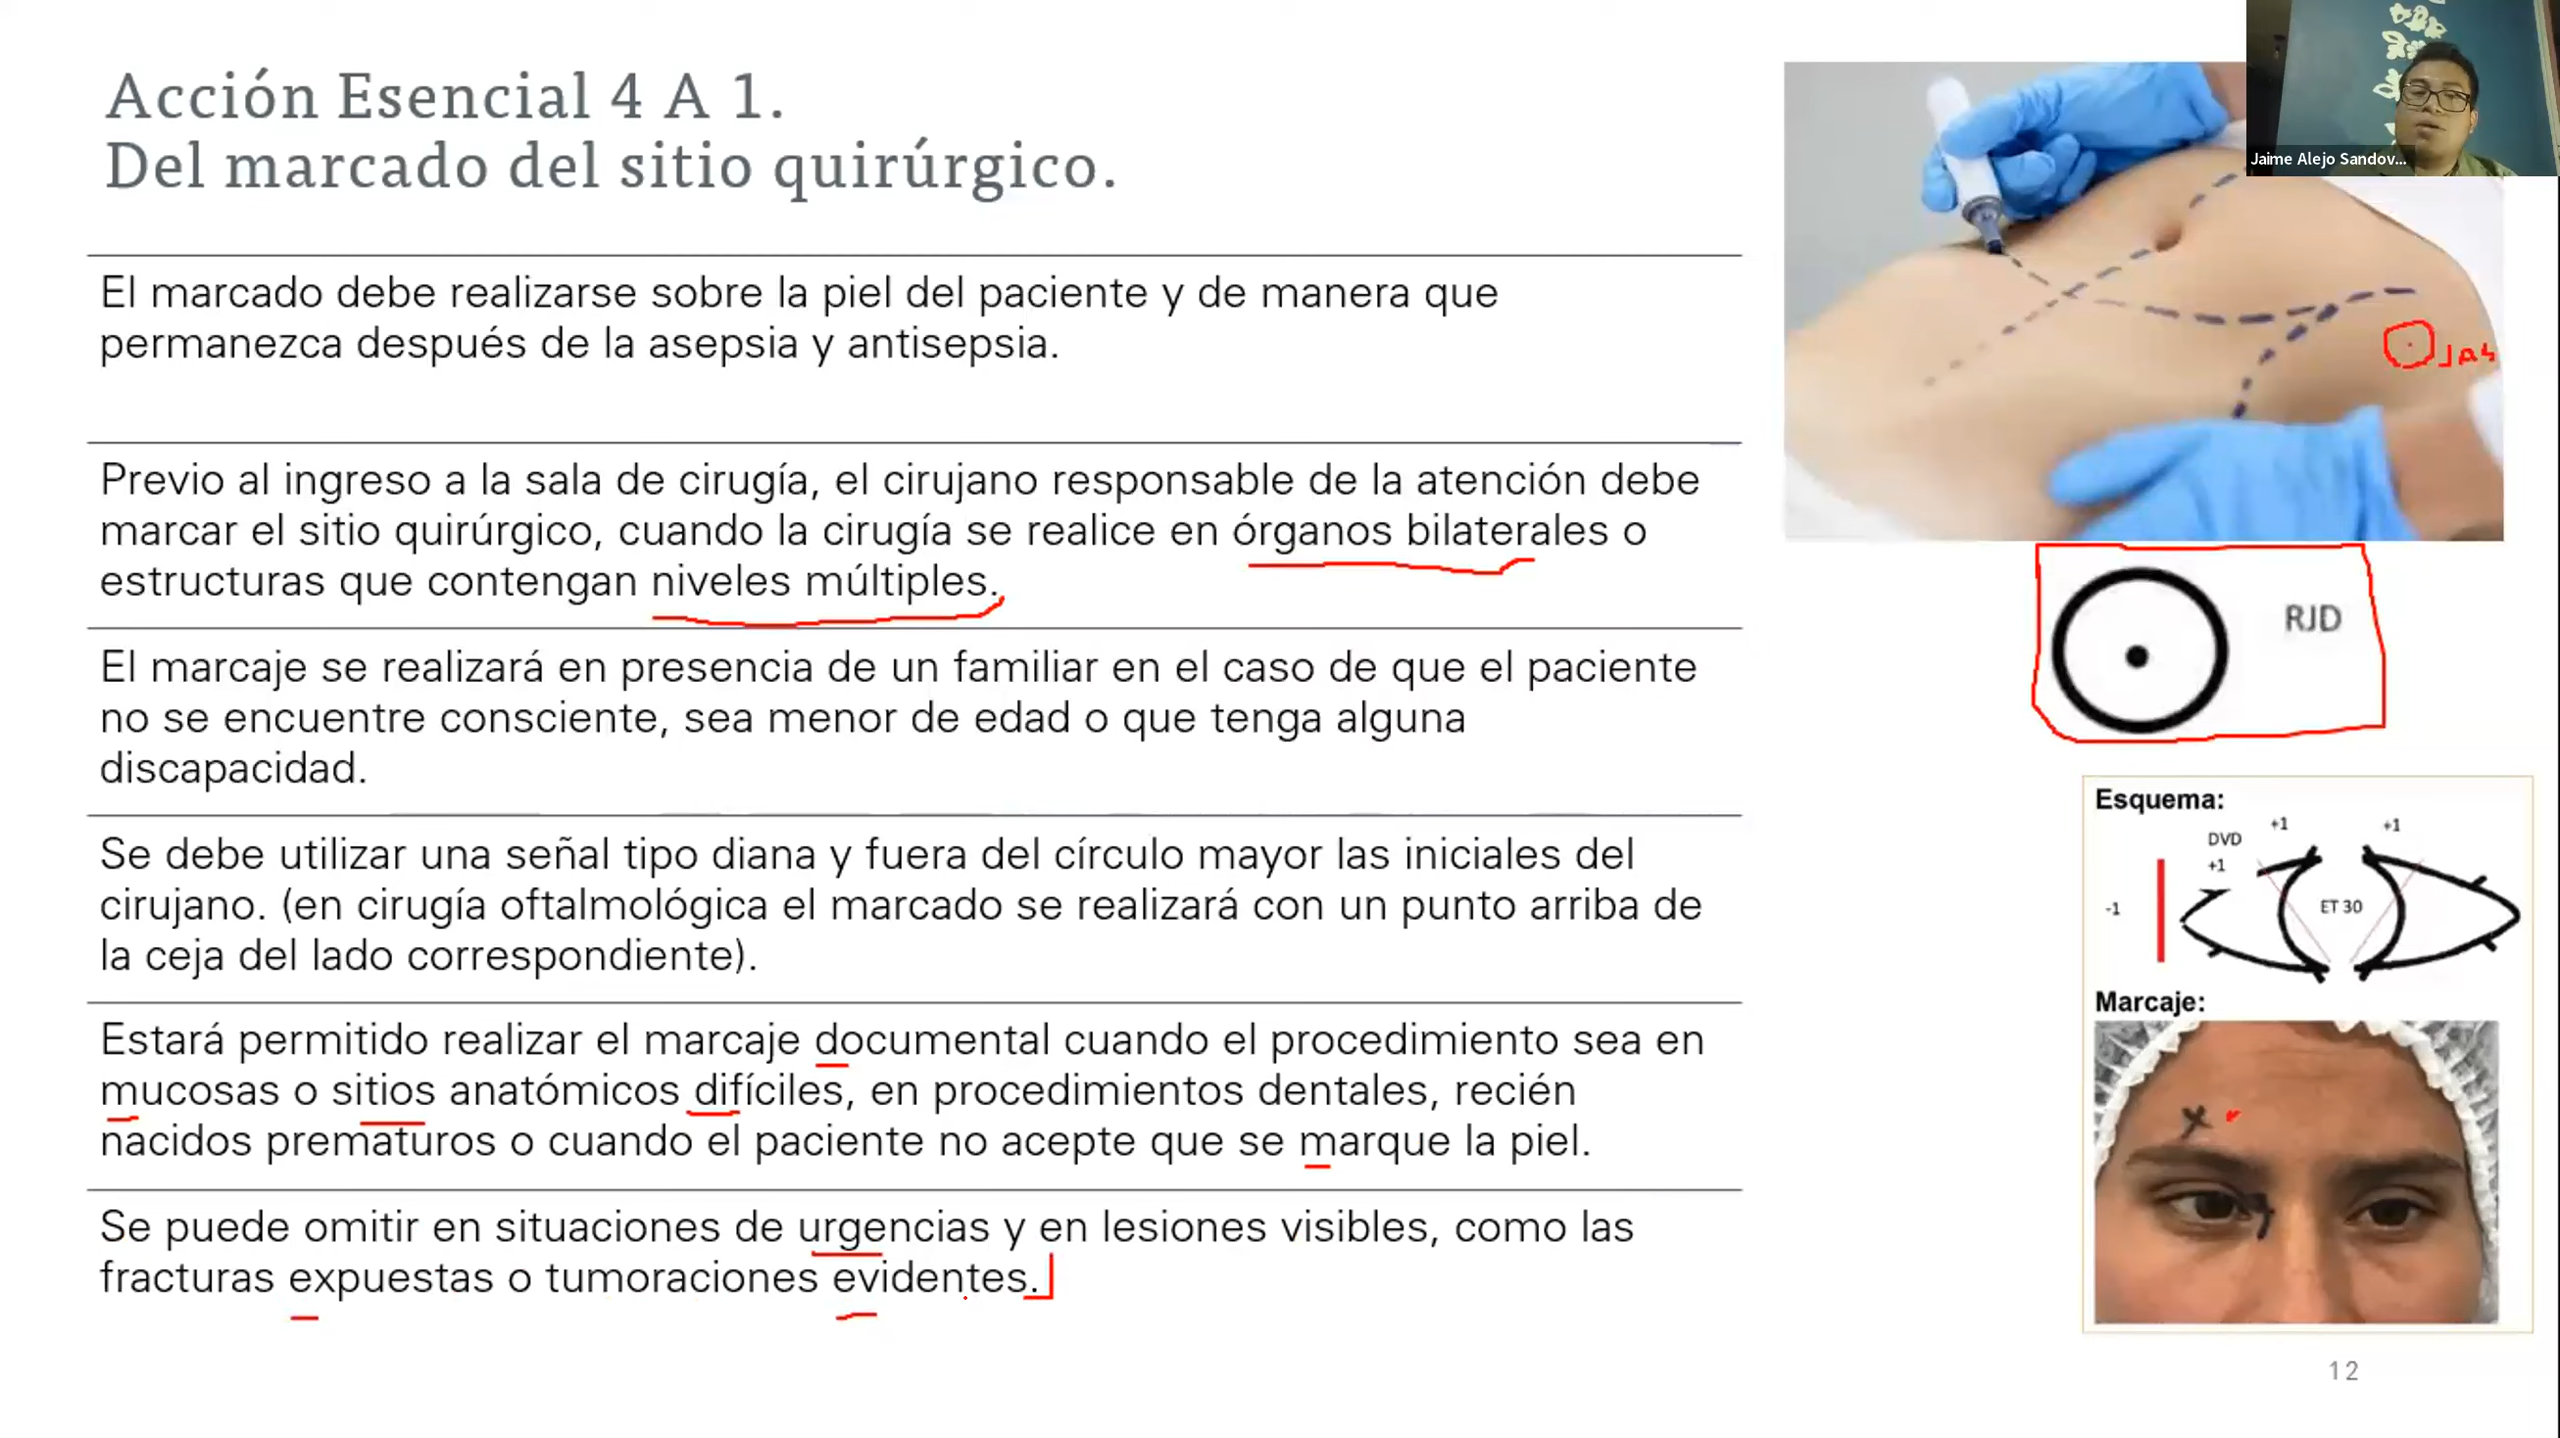 Acción Esencial 4 A 1.
Del marcado del sitio quirúrgico.
Jaime Alejo Sandov...
El marcado debe realizarse sobre la piel del paciente y de manera que
permanezca después de la asepsia y antisepsia.
Previo al ingreso a la sala de cirugía, el cirujano responsable de la atención debe
marcar el sitio quirúrgico, cuando la cirugía se realice en órganos bilaterales o
estructuras que contengan niveles múltiples.
El marcaje se realizará en presencia de un familiar en el caso de que el paciente
no se encuentre consciente, sea menor de edad o que tenga alguna
discapacidad.
Se debe utilizar una señal tipo diana y fuera del círculo mayor las iniciales del
cirujano. (en cirugía oftalmológica el marcado se realizará con un punto arriba de
la ceja del lado correspondiente).
Estará permitido realizar el marcaje documental cuando el procedimiento sea en
mucosas o sitios anatómicos difíciles, en procedimientos dentales, recién
nacidos prematuros o cuando el paciente no acepte que se marque la piel.
Se puede omitir en situaciones de urgencias y en lesiones visibles, como las
fracturas expuestas o tumoraciones evidentes.
RJD
Esquema:
+1 +1
DVD
+1
-1
ET 30
Marcaje:
x
12